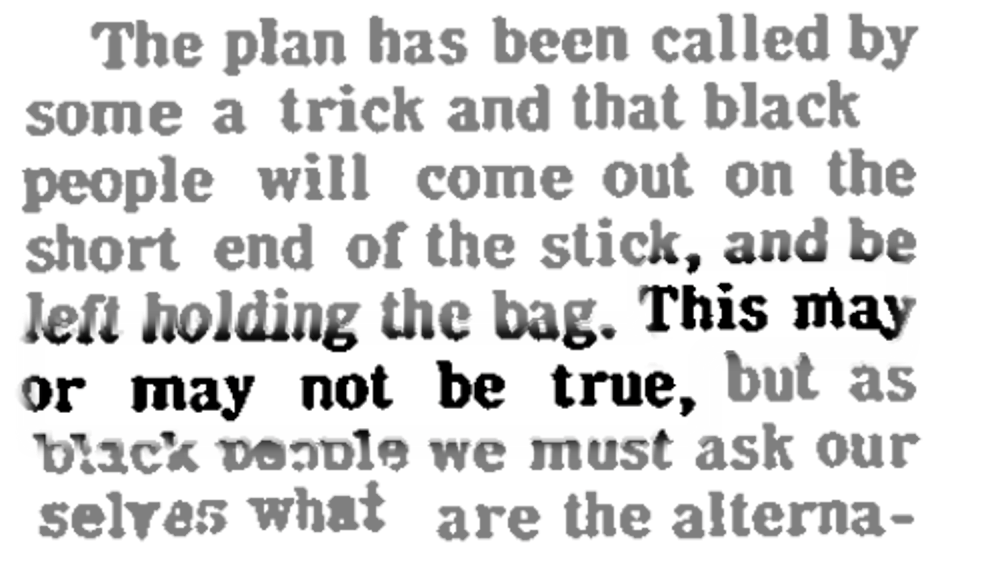 The plan has been called by
some a trick and that black
people will come out on the
short end of the stick, and be
left holding the bag. This may
or may not be true, but as
black people we must ask our
selves what are the alterna-